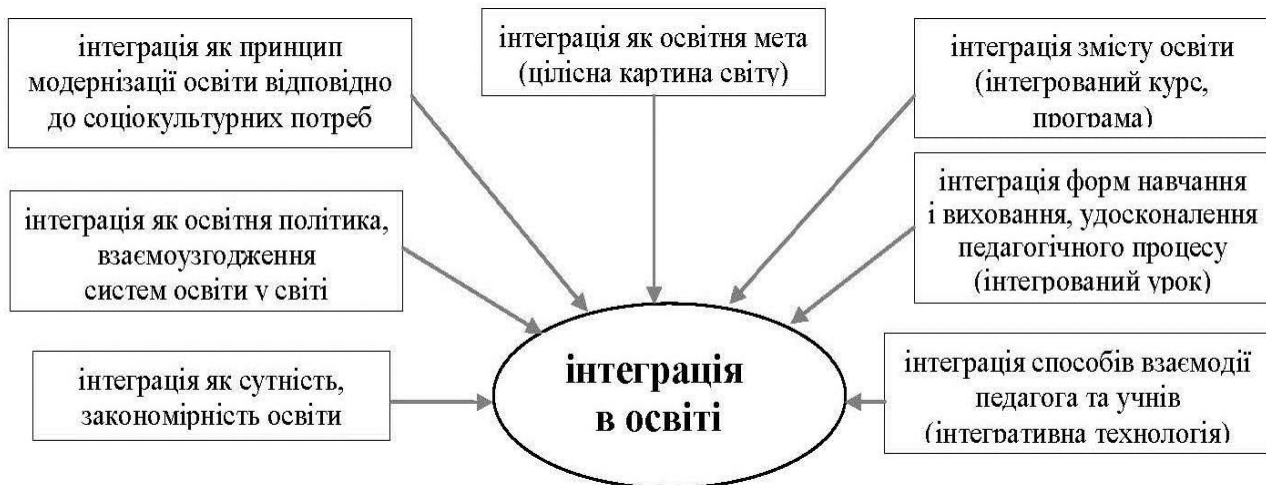 інтеграція як принцип
модернізації освіти відповідно
до соціокультурних потреб
інтеграція як освітня мета
(цілісна картина світу)
інтеграція змісту освіти
(інтегрований курс,
програма)
інтеграція як освітня політика,
взаємоузгодження
систем освіти у світі
інтеграція форм навчання
і виховання, удосконалення
педагогічного процесу
(інтегрований урок)
інтеграція як сутність,
закономірність освіти
інтеграція
в освіті
інтеграція способів взаємодії
педагога та учнів
(інтегративна технологія)